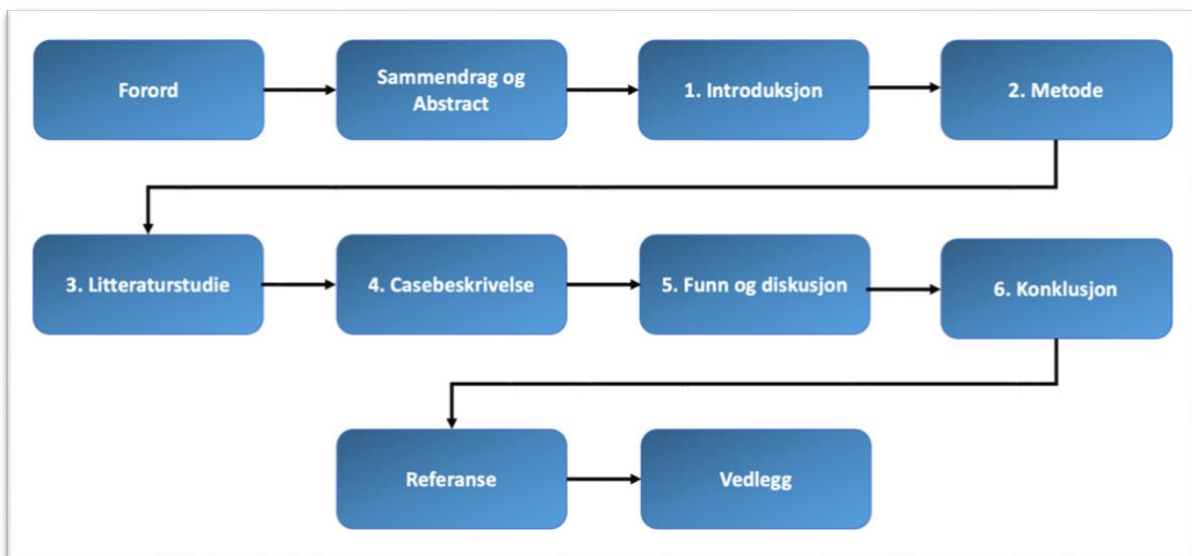 Forord
Sammendrag og
Abstract
1. Introduksjon
2. Metode
3. Litteraturstudie
4. Casebeskrivelse
5. Funn og diskusjon
6. Konklusjon
Referanse
Vedlegg